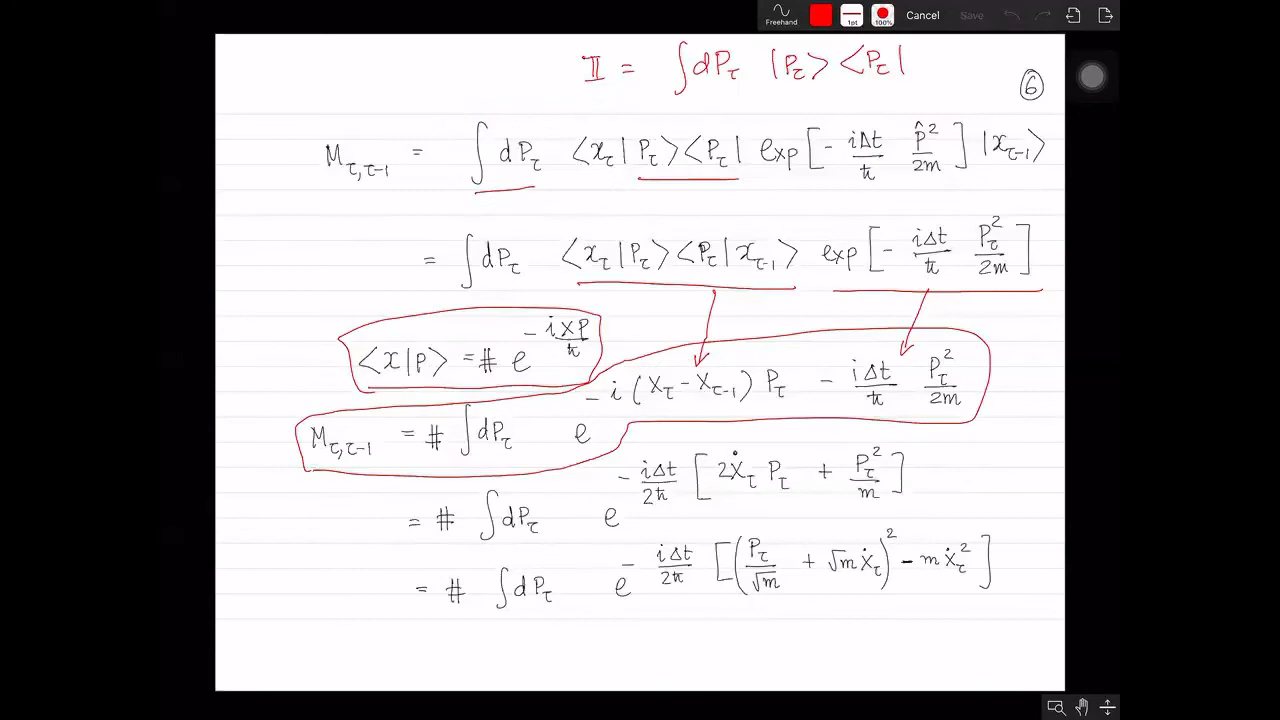 Freehand 1pt 100% Cancel Save
𝕀 = ∫dP_τ |P_τ> <P_τ|
⑥
M_{τ,τ-1} = ∫dP_τ <x_τ|P_τ><P_τ| exp[- iΔt/ħ P̂²/2m] |x_{τ-1}>
= ∫dP_τ <x_τ|P_τ><P_τ|x_{τ-1}> exp[- iΔt/ħ P_τ²/2m]
<x|p> = # e^{- ixp/ħ}
M_{τ,τ-1} = # ∫dP_τ e^{- i(x_τ - x_{τ-1}) P_τ - iΔt/ħ P_τ²/2m}
= # ∫dP_τ e^{- iΔt/2ħ [2ẋ_τ P_τ + P_τ²/m]}
= # ∫dP_τ e^{- iΔt/2ħ [(P_τ/√m + √m ẋ_τ)² - m ẋ_τ²]}